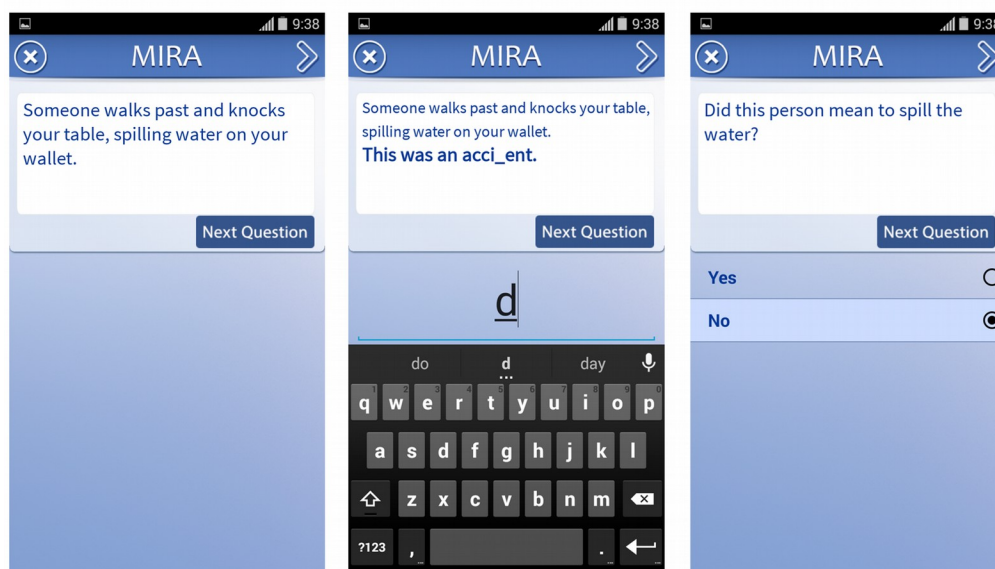 9:38
MIRA
Someone walks past and knocks
your table, spilling water on your
wallet.
Next Question
9:38
MIRA
Someone walks past and knocks your table,
spilling water on your wallet.
This was an acci_ent.
Next Question
d
do d day
q w e r t y u i o p
a s d f g h j k l
z x c v b n m
?123 , .
9:38
MIRA
Did this person mean to spill the
water?
Next Question
Yes
No